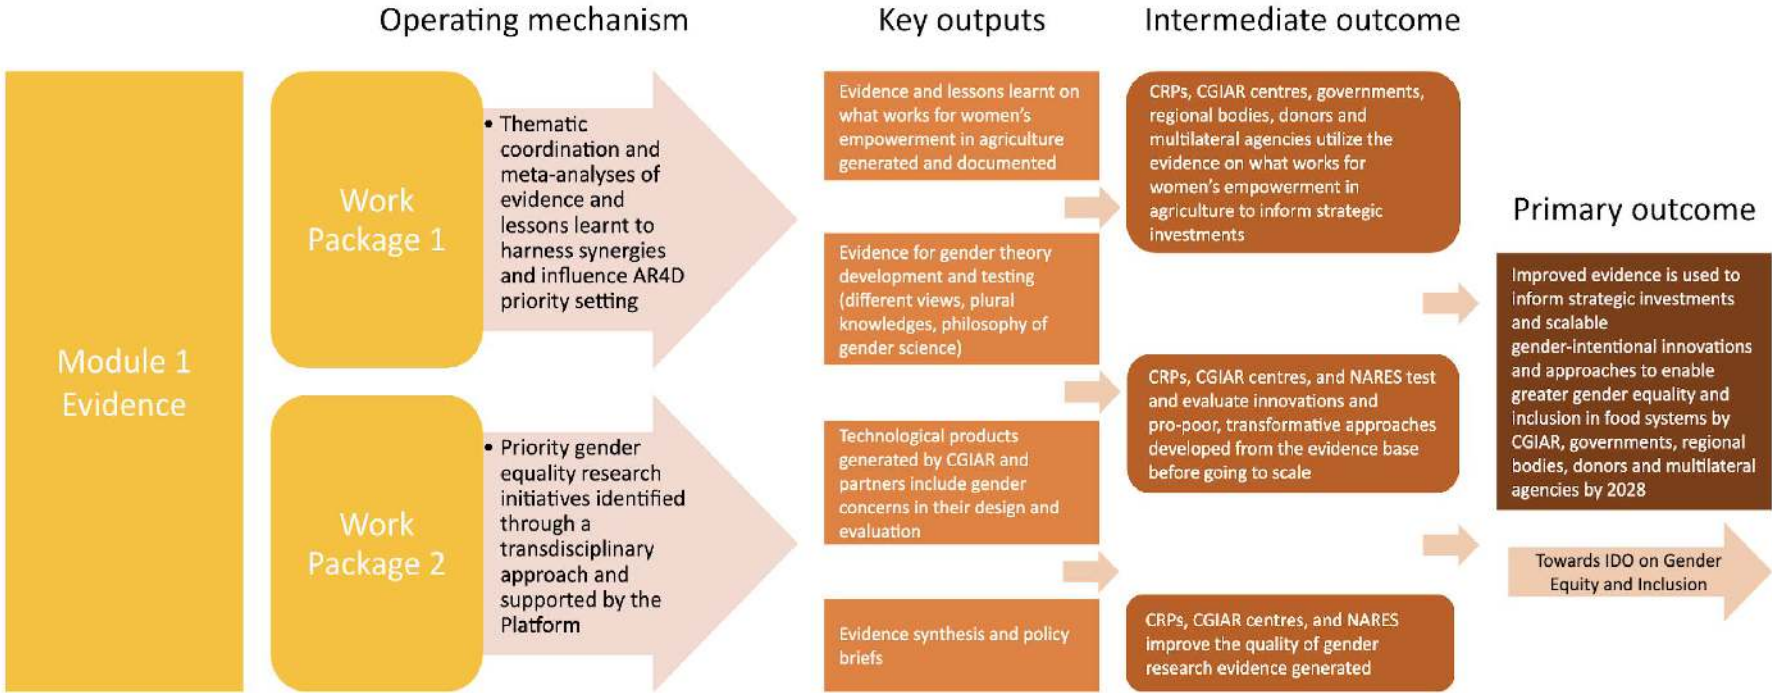 Operating mechanism
Key outputs
Intermediate outcome
Primary outcome
Module 1
Evidence
Work
Package 1
• Thematic
coordination and
meta-analyses of
evidence and
lessons learnt to
harness synergies
and influence AR4D
priority setting
Work
Package 2
• Priority gender
equality research
initiatives identified
through a
transdisciplinary
approach and
supported by the
Platform
Evidence and lessons learnt on
what works for women's
empowerment in agriculture
generated and documented
Evidence for gender theory
development and testing
(different views, plural
knowledges, philosophy of
gender science)
Technological products
generated by CGIAR and
partners include gender
concerns in their design and
evaluation
Evidence synthesis and policy
briefs
CRPs, CGIAR centres, governments,
regional bodies, donors and
multilateral agencies utilize the
evidence on what works for
women's empowerment in
agriculture to inform strategic
investments
CRPs, CGIAR centres, and NARES test
and evaluate innovations and
pro-poor, transformative approaches
developed from the evidence base
before going to scale
CRPs, CGIAR centres, and NARES
improve the quality of gender
research evidence generated
Improved evidence is used to
inform strategic investments
and scalable
gender-intentional innovations
and approaches to enable
greater gender equality and
inclusion in food systems by
CGIAR, governments, regional
bodies, donors and multilateral
agencies by 2028
Towards IDO on Gender
Equity and Inclusion